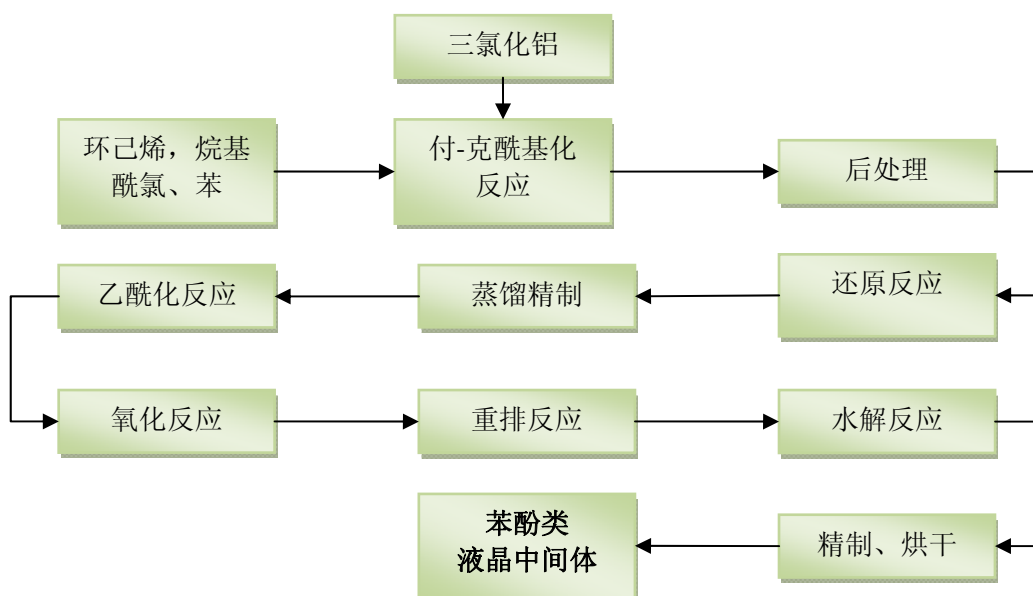 三氯化铝
环己烯，烷基
酰氯、苯
付-克酰基化
反应
后处理
还原反应
蒸馏精制
乙酰化反应
氧化反应
重排反应
水解反应
精制、烘干
苯酚类
液晶中间体